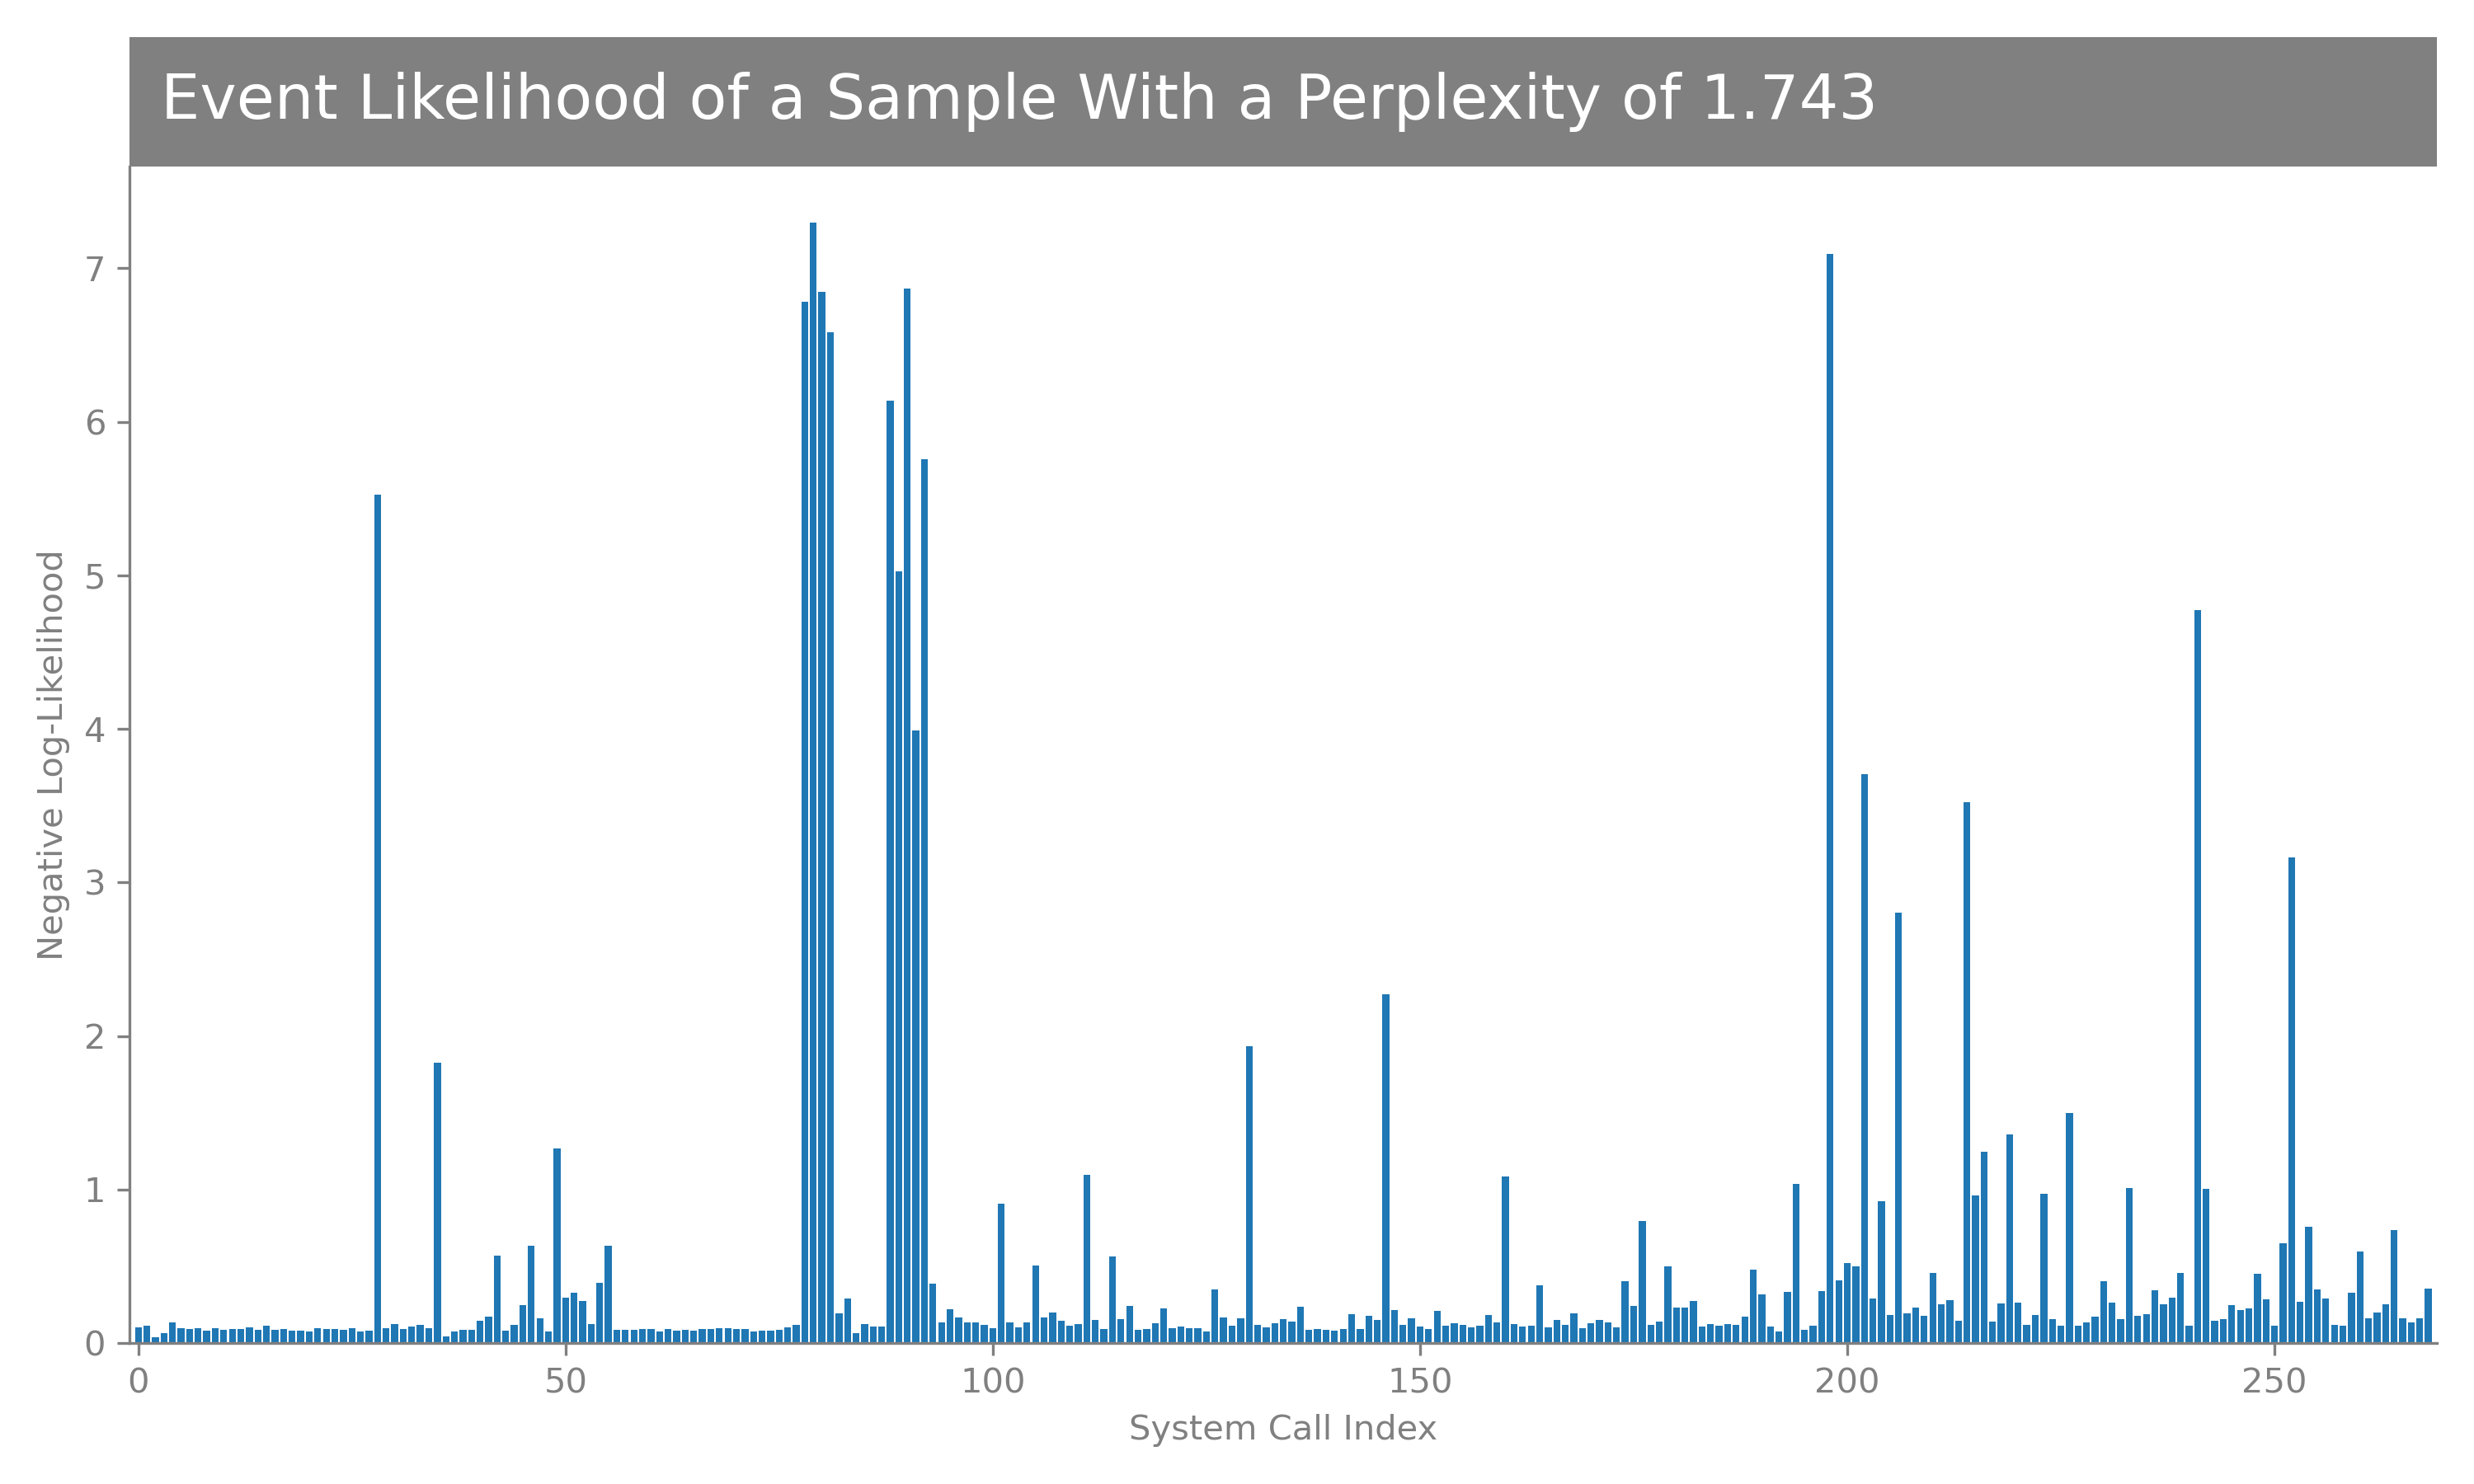 Event Likelihood of a Sample With a Perplexity of 1.743
Negative Log-Likelihood
7
6
5
4
3
2
1
0
0 50 100 150 200 250
System Call Index